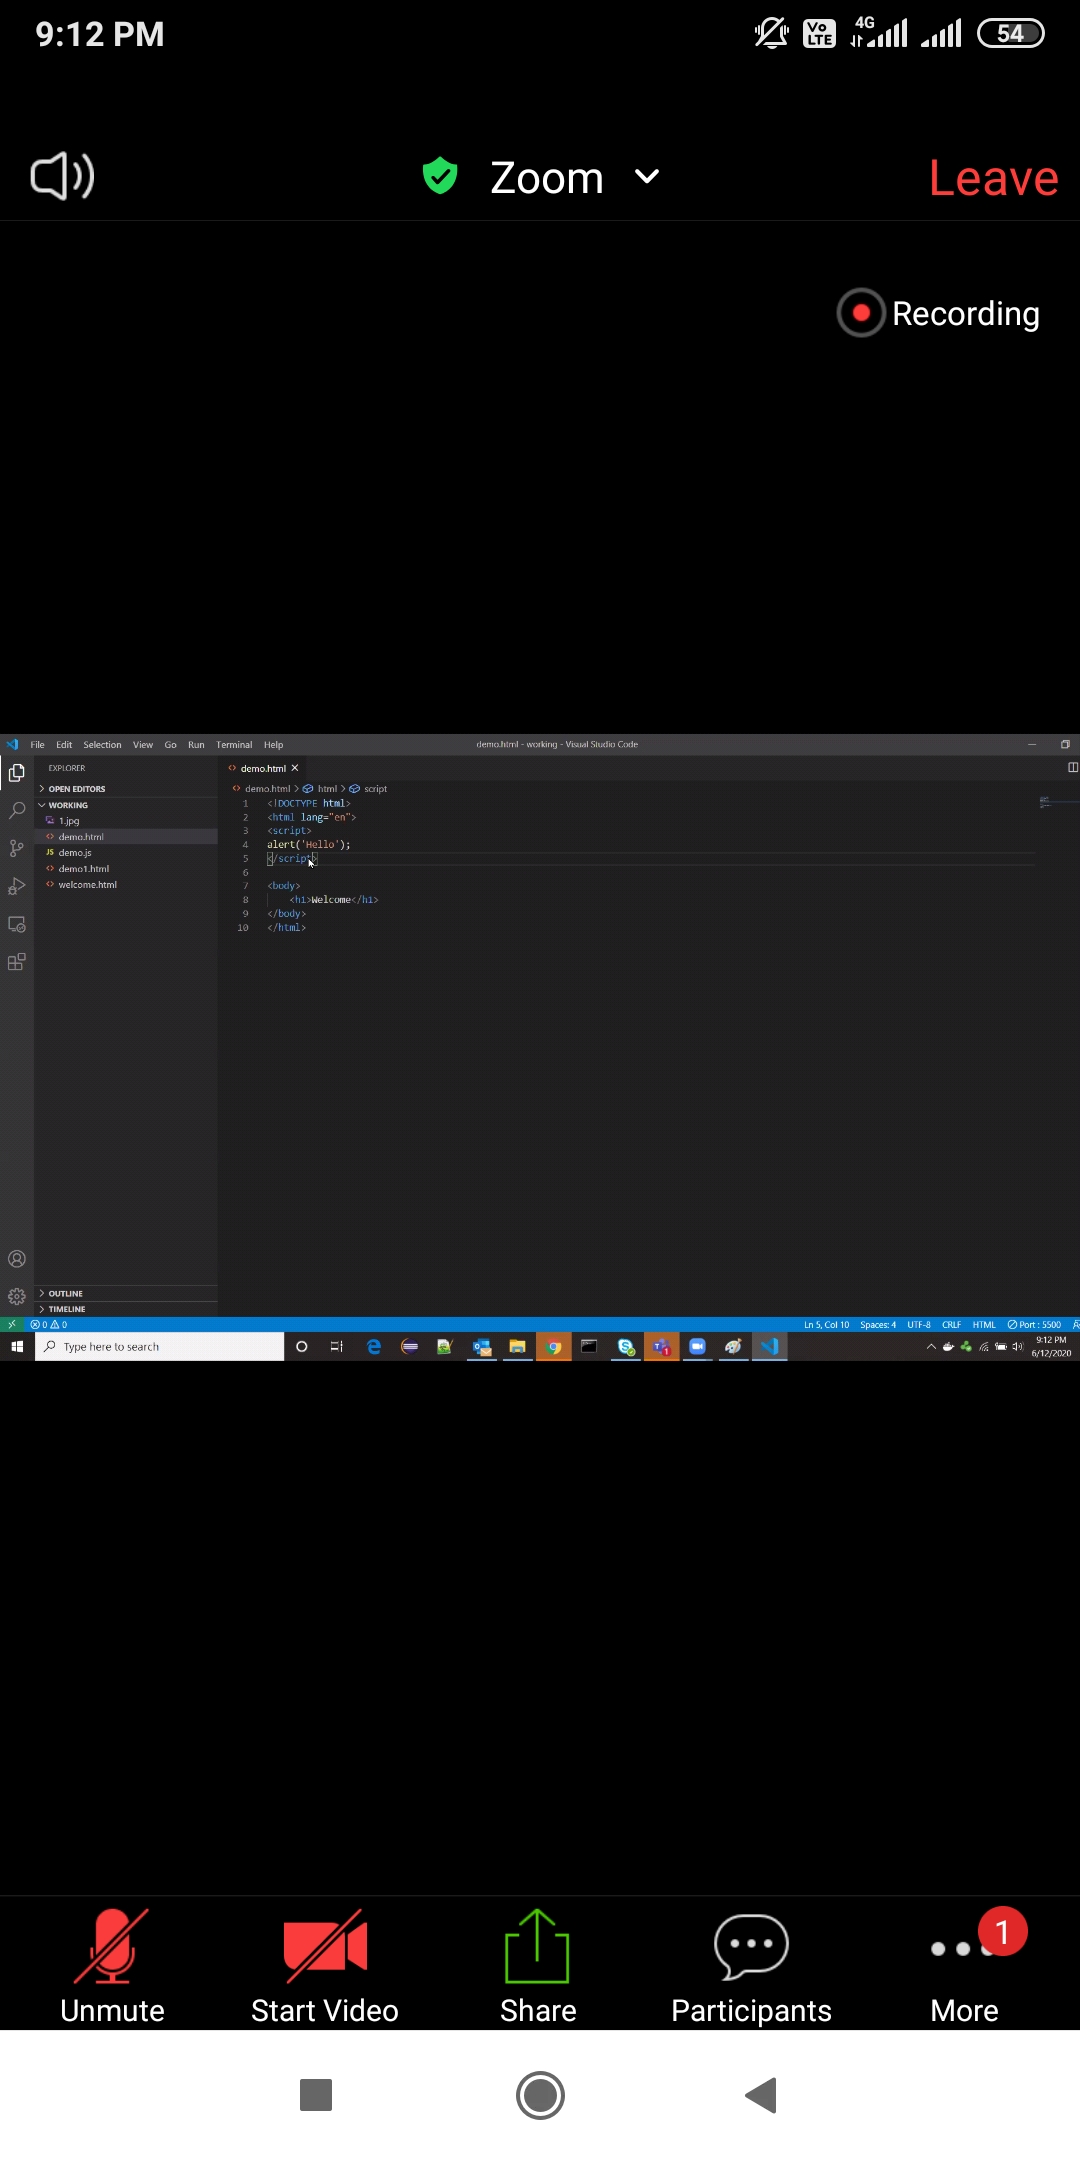 9:12 PM
Vo LTE
4G
54
Zoom
Leave
Recording
File Edit Selection View Go Run Terminal Help
demo.html - working - Visual Studio Code
EXPLORER
demo.html
OPEN EDITORS
demo.html > html > script
WORKING
1.jpg
demo.html
JS demo.js
demo1.html
welcome.html
1 <!DOCTYPE html>
2 <html lang="en">
3 <script>
4 alert('Hello');
5 </script>
6
7 <body>
8 <h1>Welcome</h1>
9 </body>
10 </html>
OUTLINE
TIMELINE
0 0
Ln 5, Col 10 Spaces: 4 UTF-8 CRLF HTML Port : 5500
Type here to search
9:12 PM
6/12/2020
1
Unmute
Start Video
Share
Participants
More